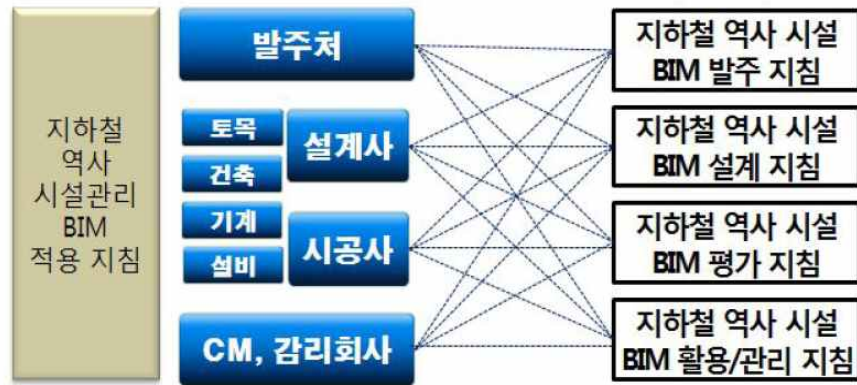 지하철
역사
시설관리
BIM
적용 지침
발주처
토목
건축
설계사
기계
설비
시공사
CM, 감리회사
지하철 역사 시설
BIM 발주 지침
지하철 역사 시설
BIM 설계 지침
지하철 역사 시설
BIM 평가 지침
지하철 역사 시설
BIM 활용/관리 지침